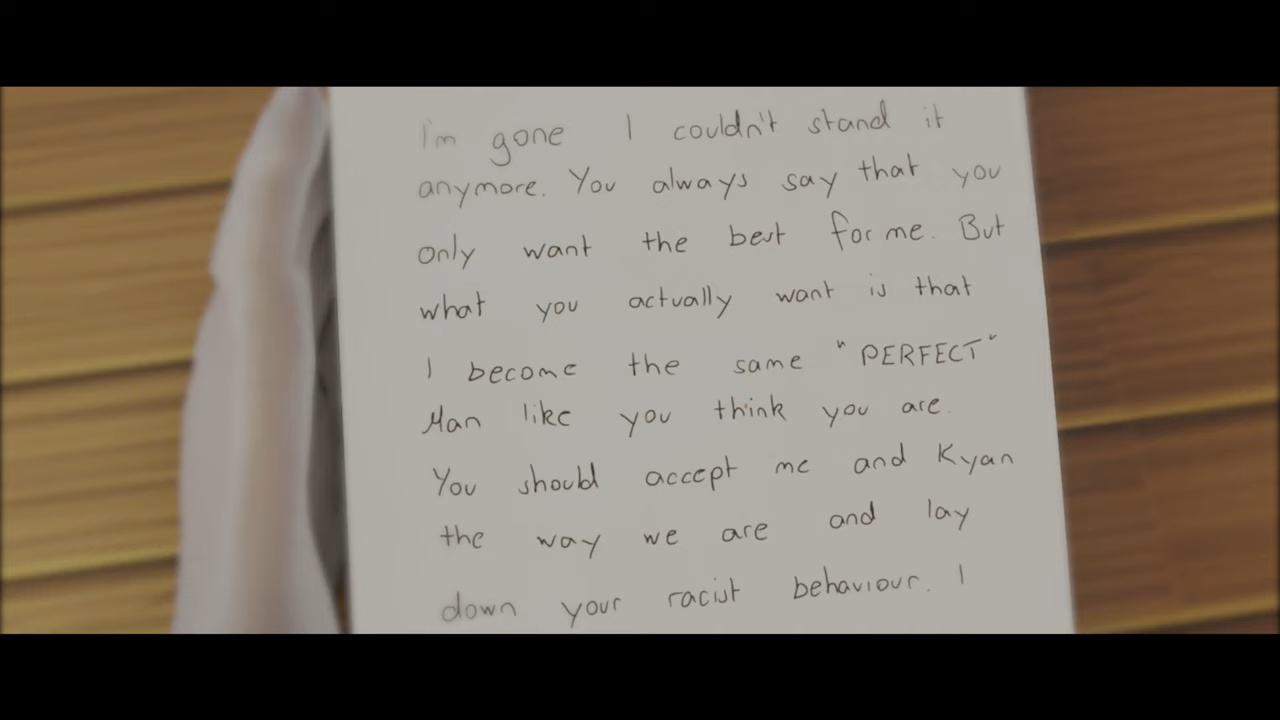 I'm gone I couldn't stand it
anymore. You always say that you
only want the best for me. But
what you actually want is that
I become the same "PERFECT"
Man like you think you are.
You should accept me and Kyan
the way we are and lay
down your racist behaviour. I